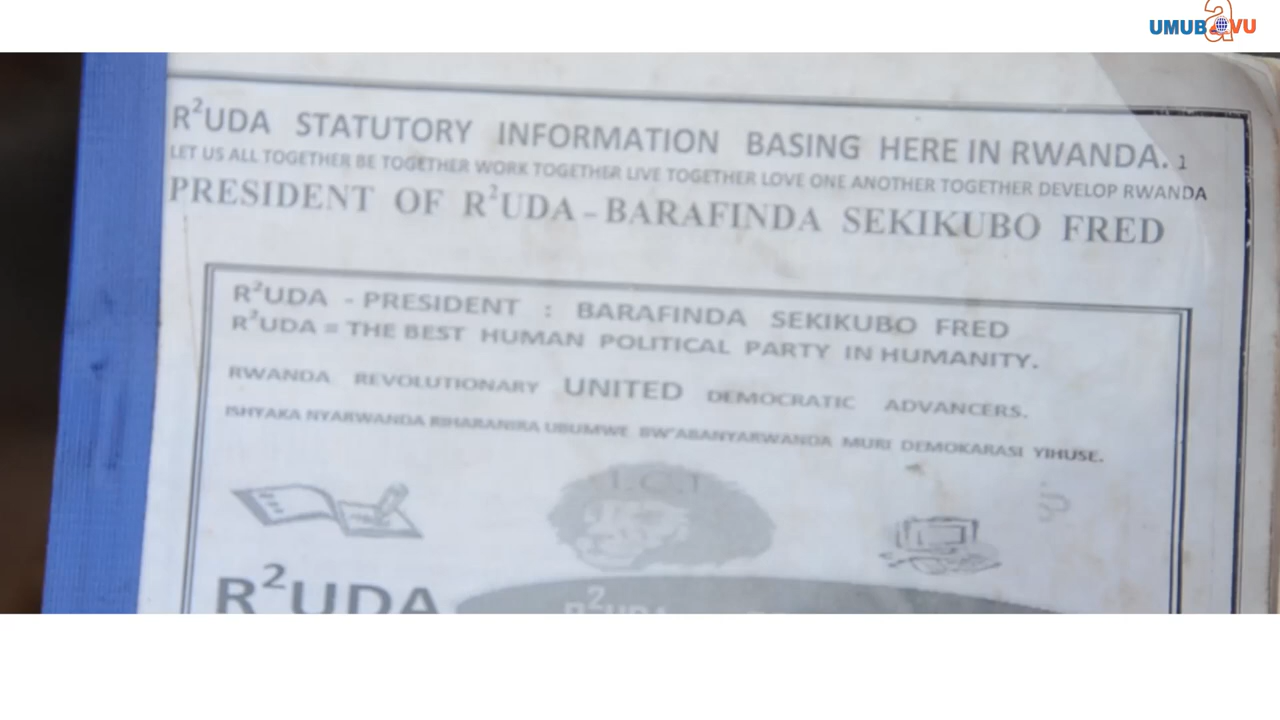 UMUBaVU
R²UDA STATUTORY INFORMATION BASING HERE IN RWANDA. 1
LET US ALL TOGETHER BE TOGETHER WORK TOGETHER LIVE TOGETHER LOVE ONE ANOTHER TOGETHER DEVELOP RWANDA
PRESIDENT OF R²UDA – BARAFINDA SEKIKUBO FRED
R²UDA - PRESIDENT : BARAFINDA SEKIKUBO FRED
R²UDA = THE BEST HUMAN POLITICAL PARTY IN HUMANITY.
RWANDA REVOLUTIONARY UNITED DEMOCRATIC ADVANCERS.
ISHYAKA NYARWANDA RIHARANIRA UBUMWE BW'ABANYARWANDA MURI DEMOKARASI YIHUSE.
I.C.T
R²UDA
R²UDA